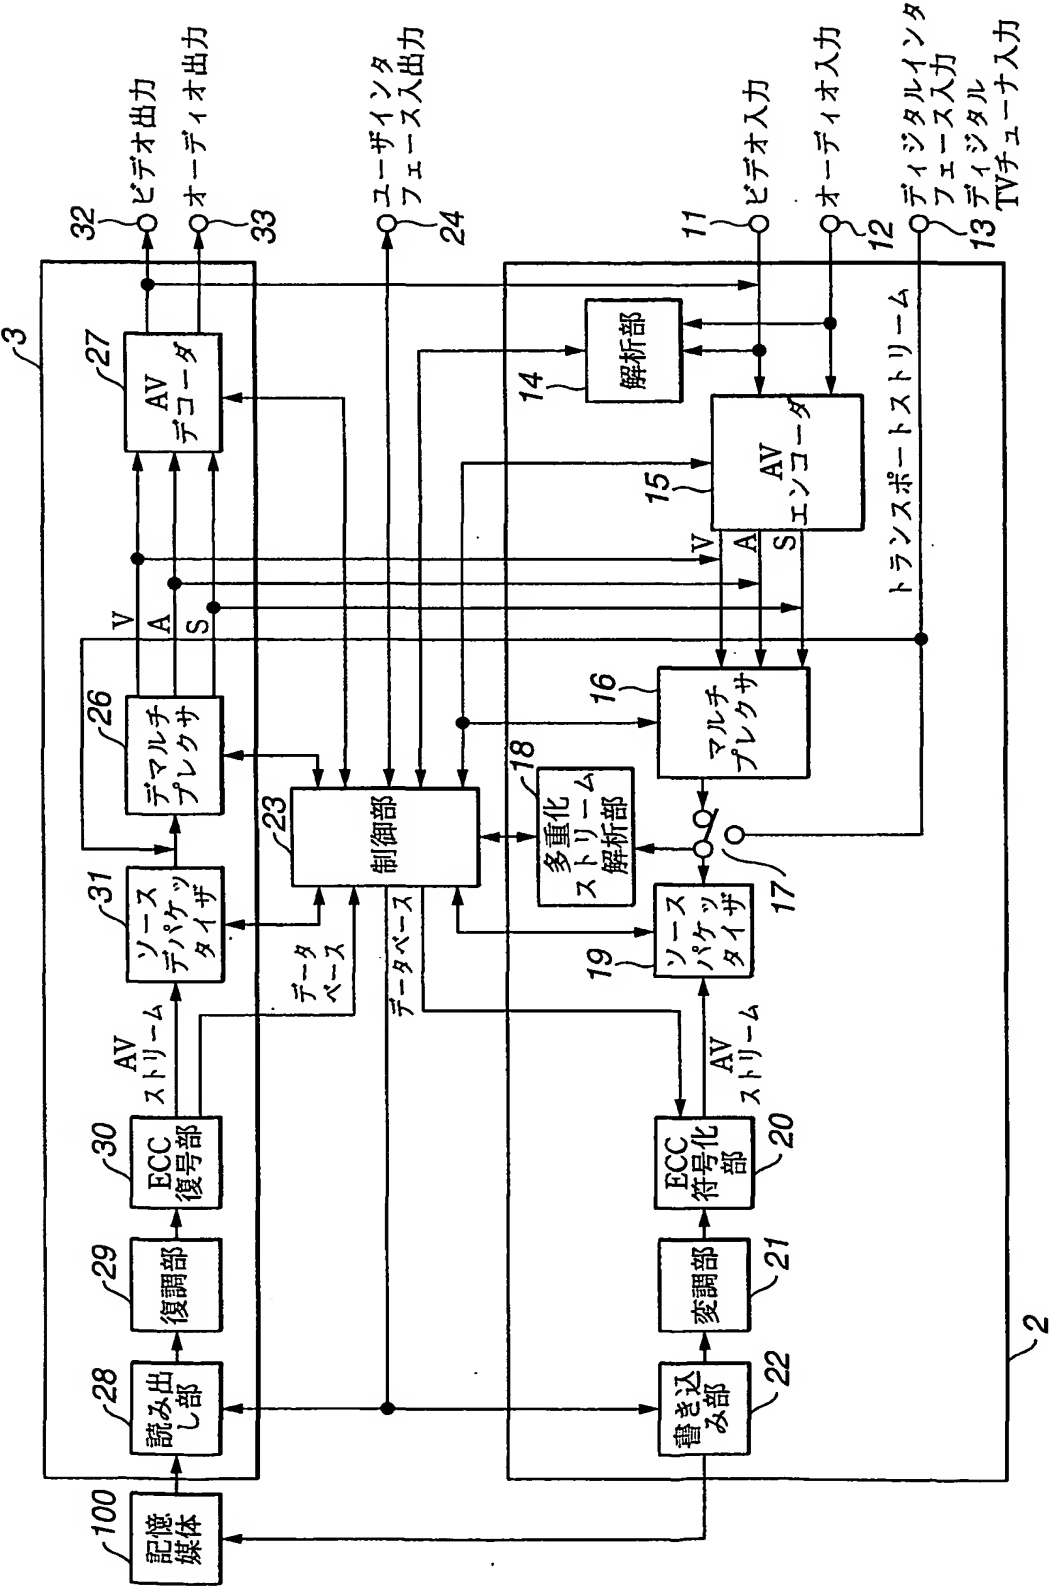 3
32
ビデオ出力
33
オーディオ出力
24
ユーザインタ
フェース入出力
11
ビデオ入力
12
オーディオ入力
13
ディジタルインタ
フェース入力
ディジタル
TVチューナ入力
100
記憶
媒体
28
読み出
し部
29
復調部
30
ECC
復号部
AV
ストリーム
31
ソース
デパケッ
タイザ
26
デマルチ
プレクサ
V
A
S
27
AV
デコーダ
データ
ベース
データベース
23
制御部
14
解析部
15
AV
エンコーダ
V
A
S
16
マルチ
プレクサ
18
多重化
ストリーム
解析部
17
19
ソース
パケッ
タイザ
AV
ストリーム
20
ECC
符号化
部
21
変調部
22
書き込
み部
トランスポートストリーム
2